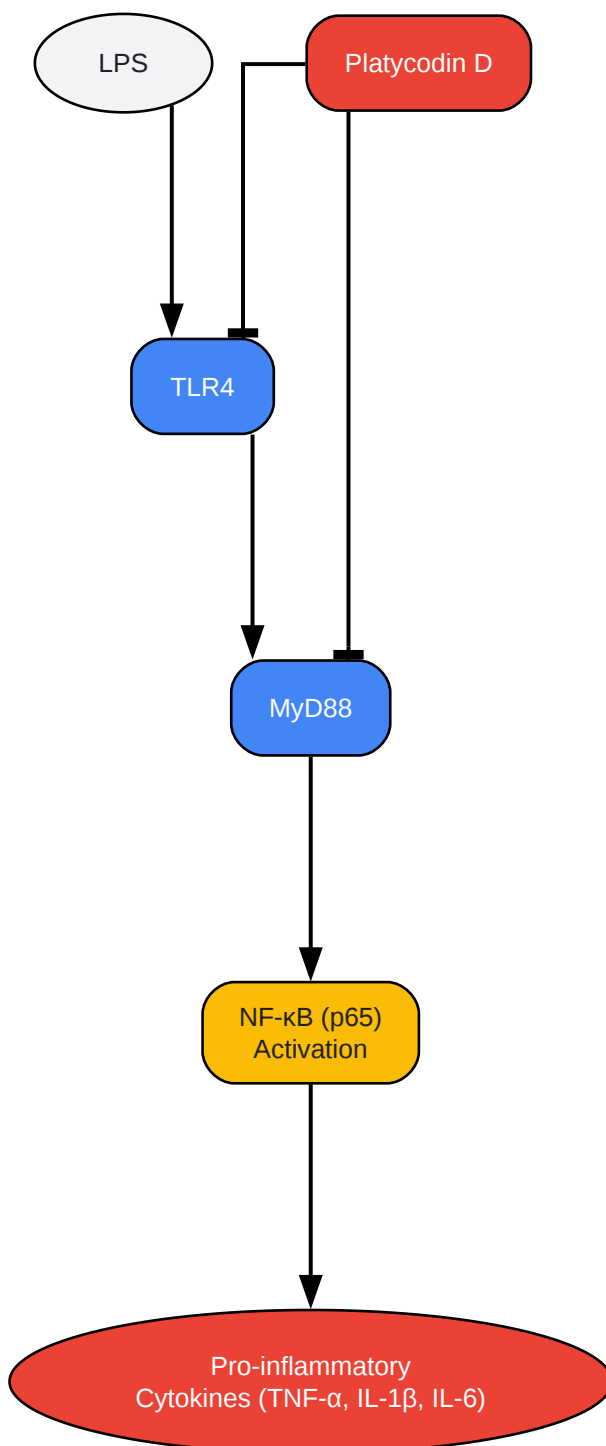 LPS
Platycodin D
TLR4
MyD88
NF-κB (p65)
Activation
Pro-inflammatory
Cytokines (TNF-α, IL-1β, IL-6)